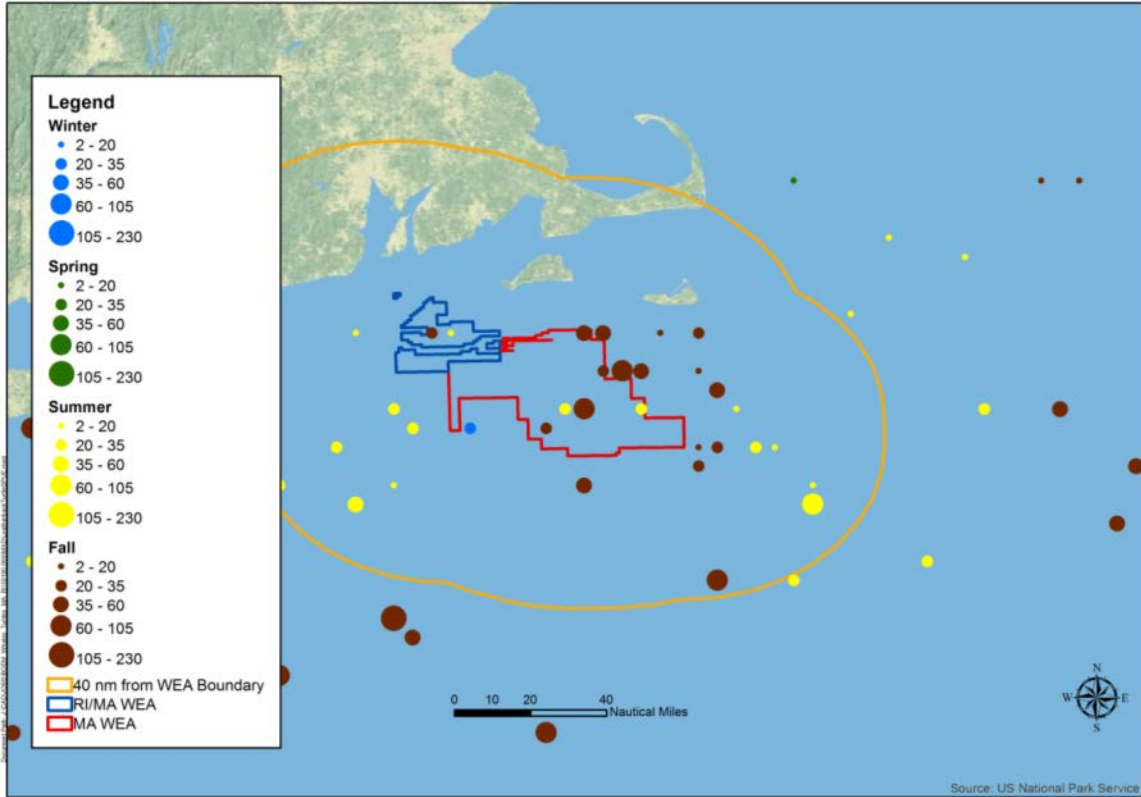 Legend
Winter
2 - 20
20 - 35
35 - 60
60 - 105
105 - 230
Spring
2 - 20
20 - 35
35 - 60
60 - 105
105 - 230
Summer
2 - 20
20 - 35
35 - 60
60 - 105
105 - 230
Fall
2 - 20
20 - 35
35 - 60
60 - 105
105 - 230
40 nm from WEA Boundary
RI/MA WEA
MA WEA
0 10 20 40
Nautical Miles
N
W E
S
Source: US National Park Service